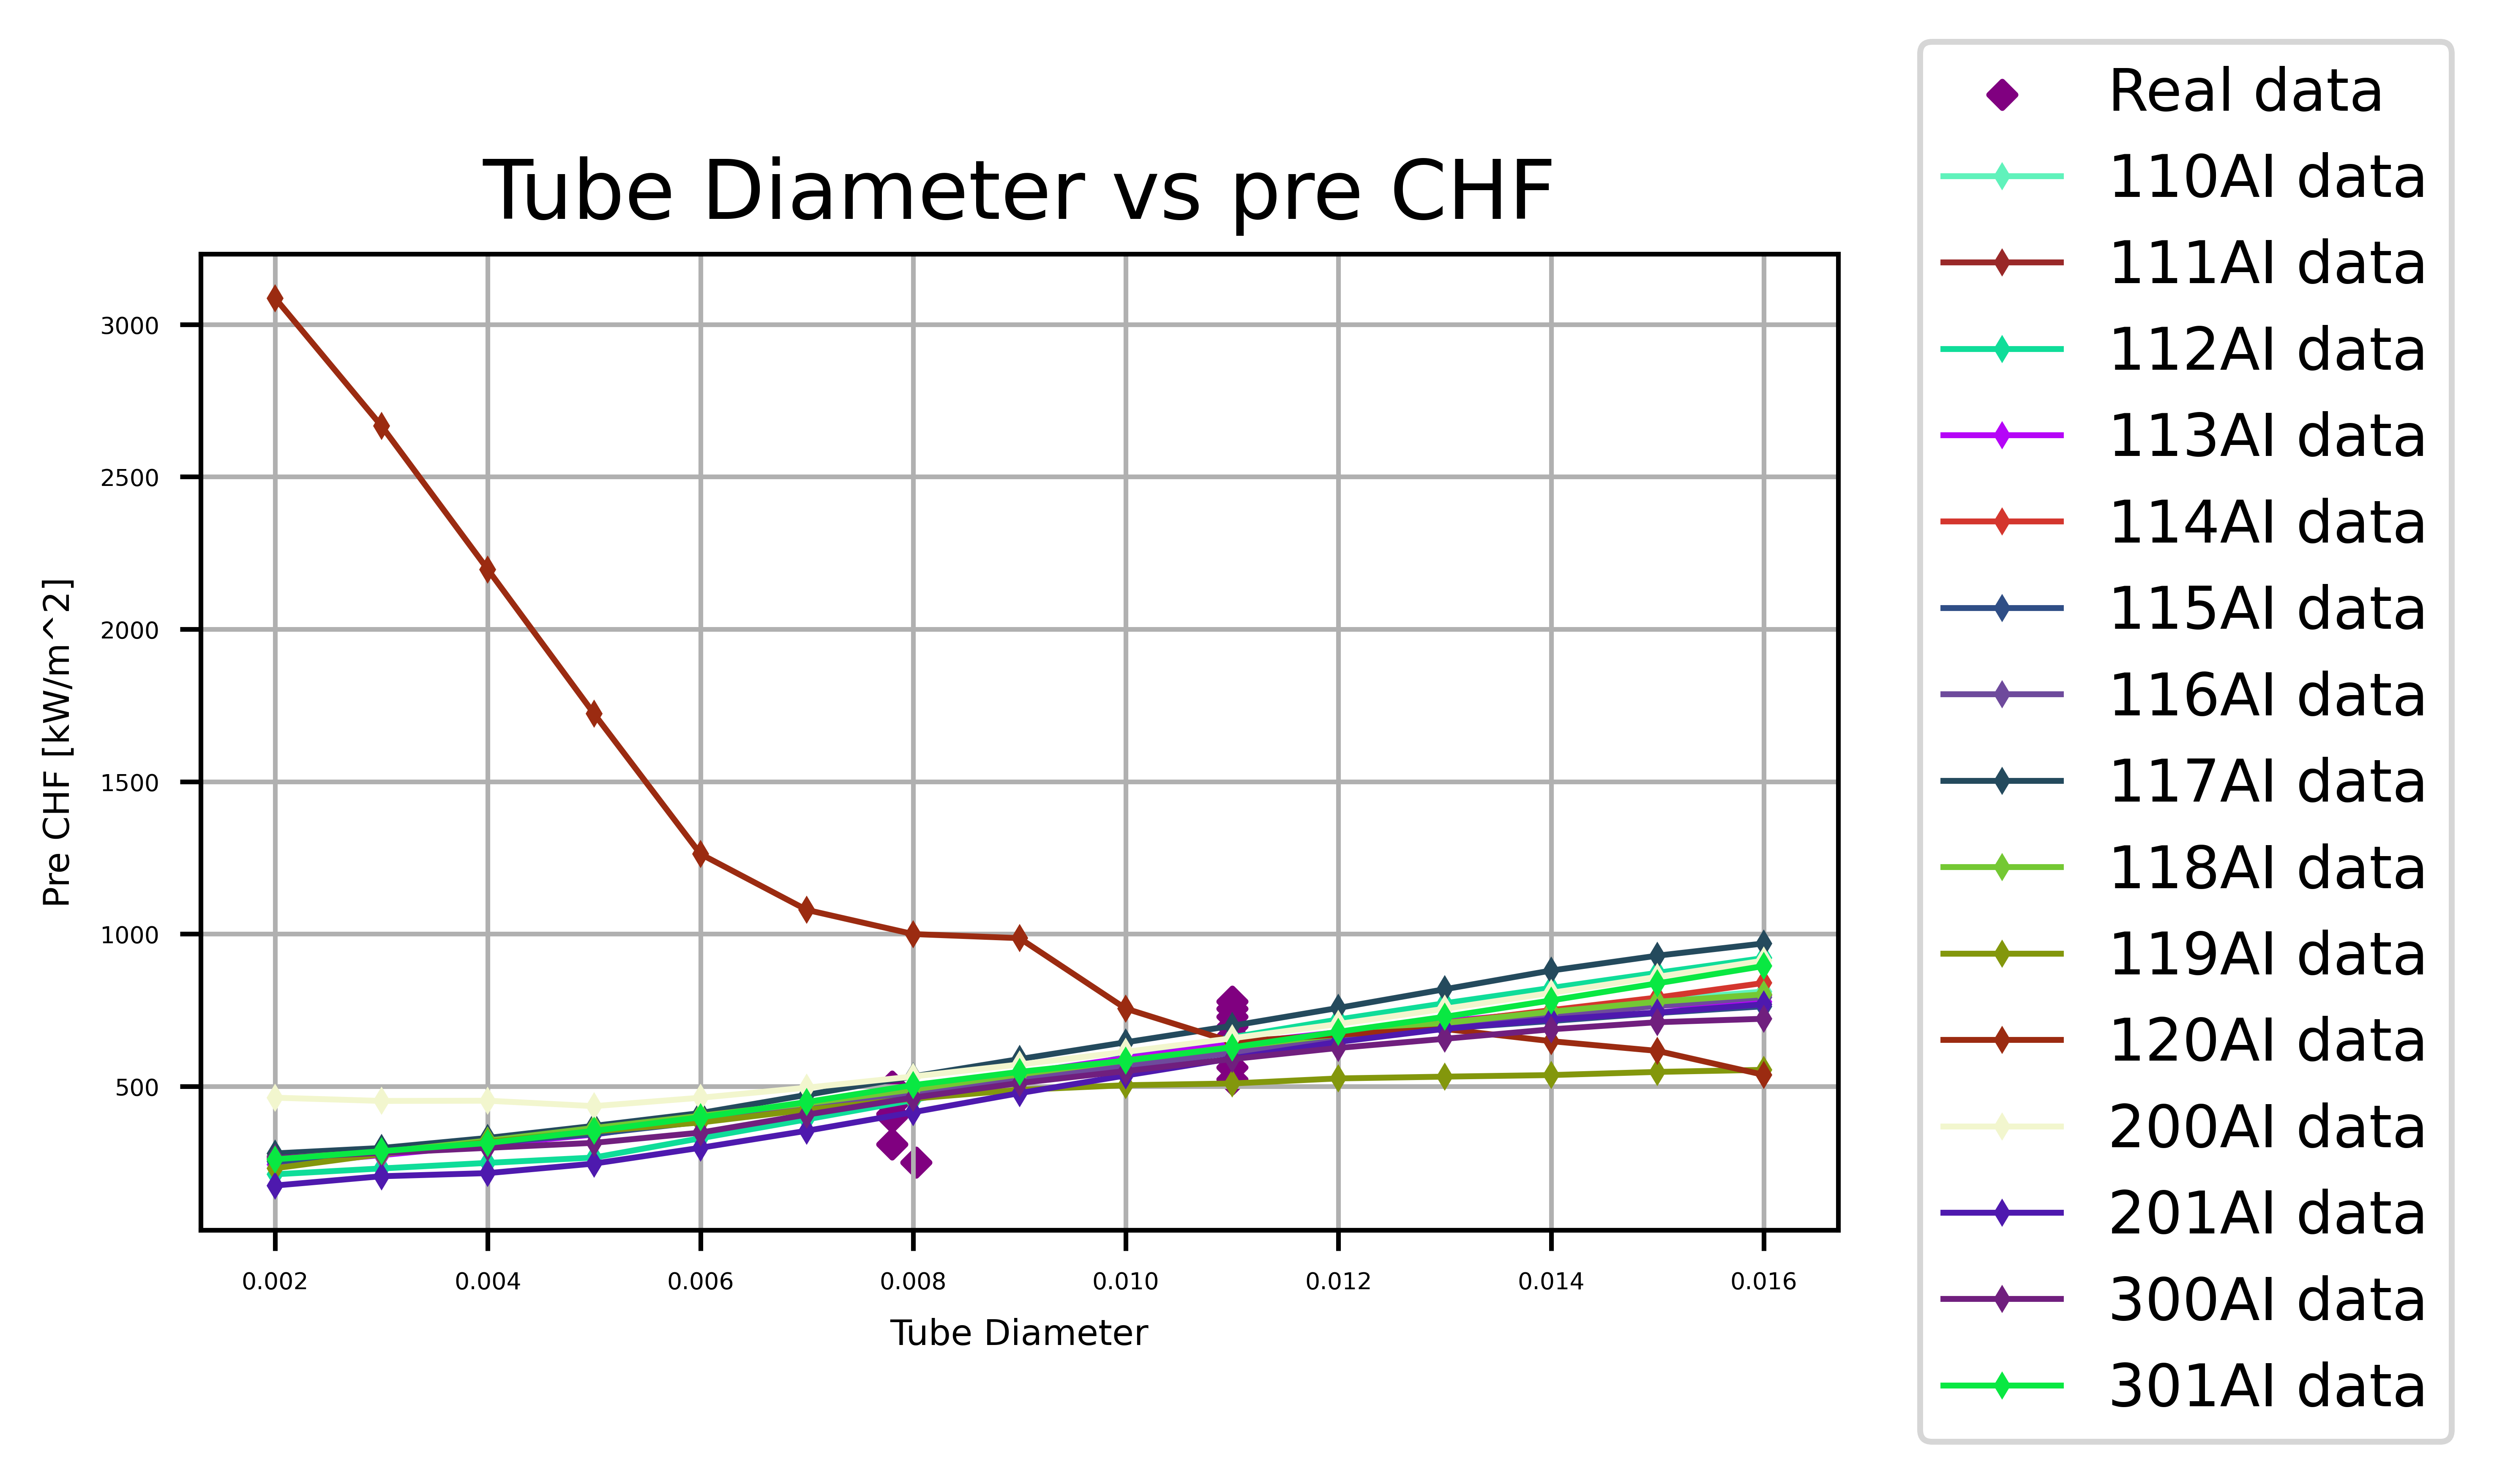 Tube Diameter vs pre CHF
Pre CHF [kW/m^2]
3000
2500
2000
1500
1000
500
0.002 0.004 0.006 0.008 0.010 0.012 0.014 0.016
Tube Diameter
Real data
110AI data
111AI data
112AI data
113AI data
114AI data
115AI data
116AI data
117AI data
118AI data
119AI data
120AI data
200AI data
201AI data
300AI data
301AI data